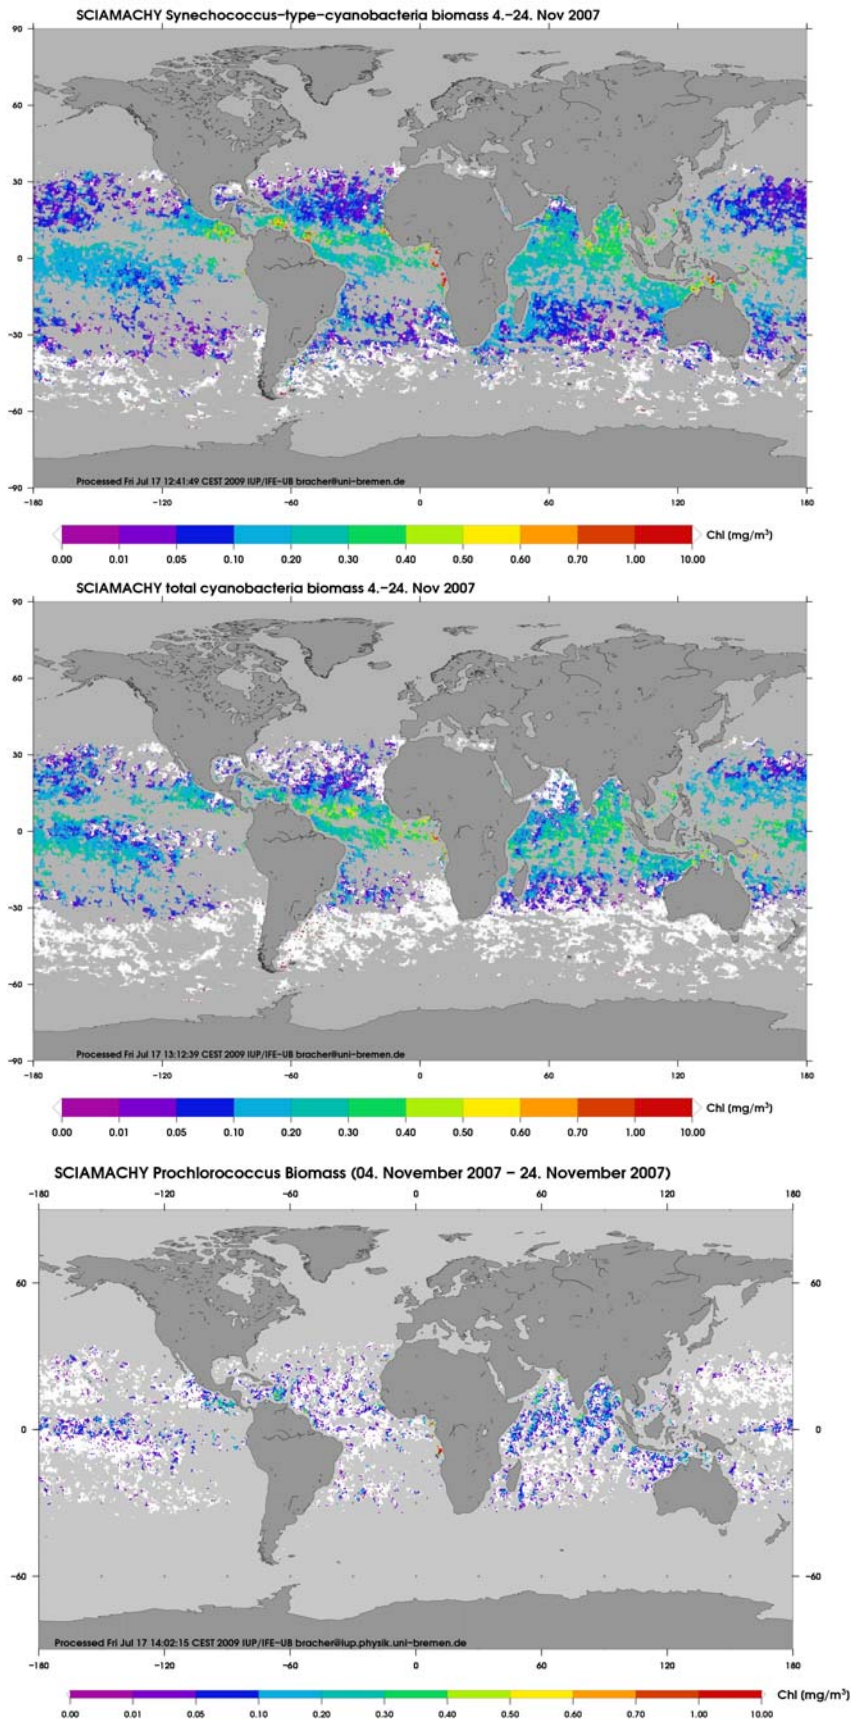 SCIAMACHY Synechococcus-type-cyanobacteria biomass 4.-24. Nov 2007
90
60
30
0
-30
-60
-90
Processed Fri Jul 17 12:41:49 CEST 2009 IUP/IFE-UB bracher@uni-bremen.de
-180 -120 -60 0 60 120 180
Chl (mg/m³)
0.00 0.01 0.05 0.10 0.20 0.30 0.40 0.50 0.60 0.70 1.00 10.00
SCIAMACHY total cyanobacteria biomass 4.-24. Nov 2007
90
60
30
0
-30
-60
-90
Processed Fri Jul 17 13:12:39 CEST 2009 IUP/IFE-UB bracher@uni-bremen.de
-180 -120 -60 0 60 120 180
Chl (mg/m³)
0.00 0.01 0.05 0.10 0.20 0.30 0.40 0.50 0.60 0.70 1.00 10.00
SCIAMACHY Prochlorococcus Biomass (04. November 2007 - 24. November 2007)
-180 -120 -60 0 60 120 180
60 60
0 0
-60 -60
Processed Fri Jul 17 14:02:15 CEST 2009 IUP/IFE-UB bracher@iup.physik.uni-bremen.de
-180 -120 -60 0 60 120 180
Chl (mg/m³)
0.00 0.01 0.05 0.10 0.20 0.30 0.40 0.50 0.60 0.70 1.00 10.00